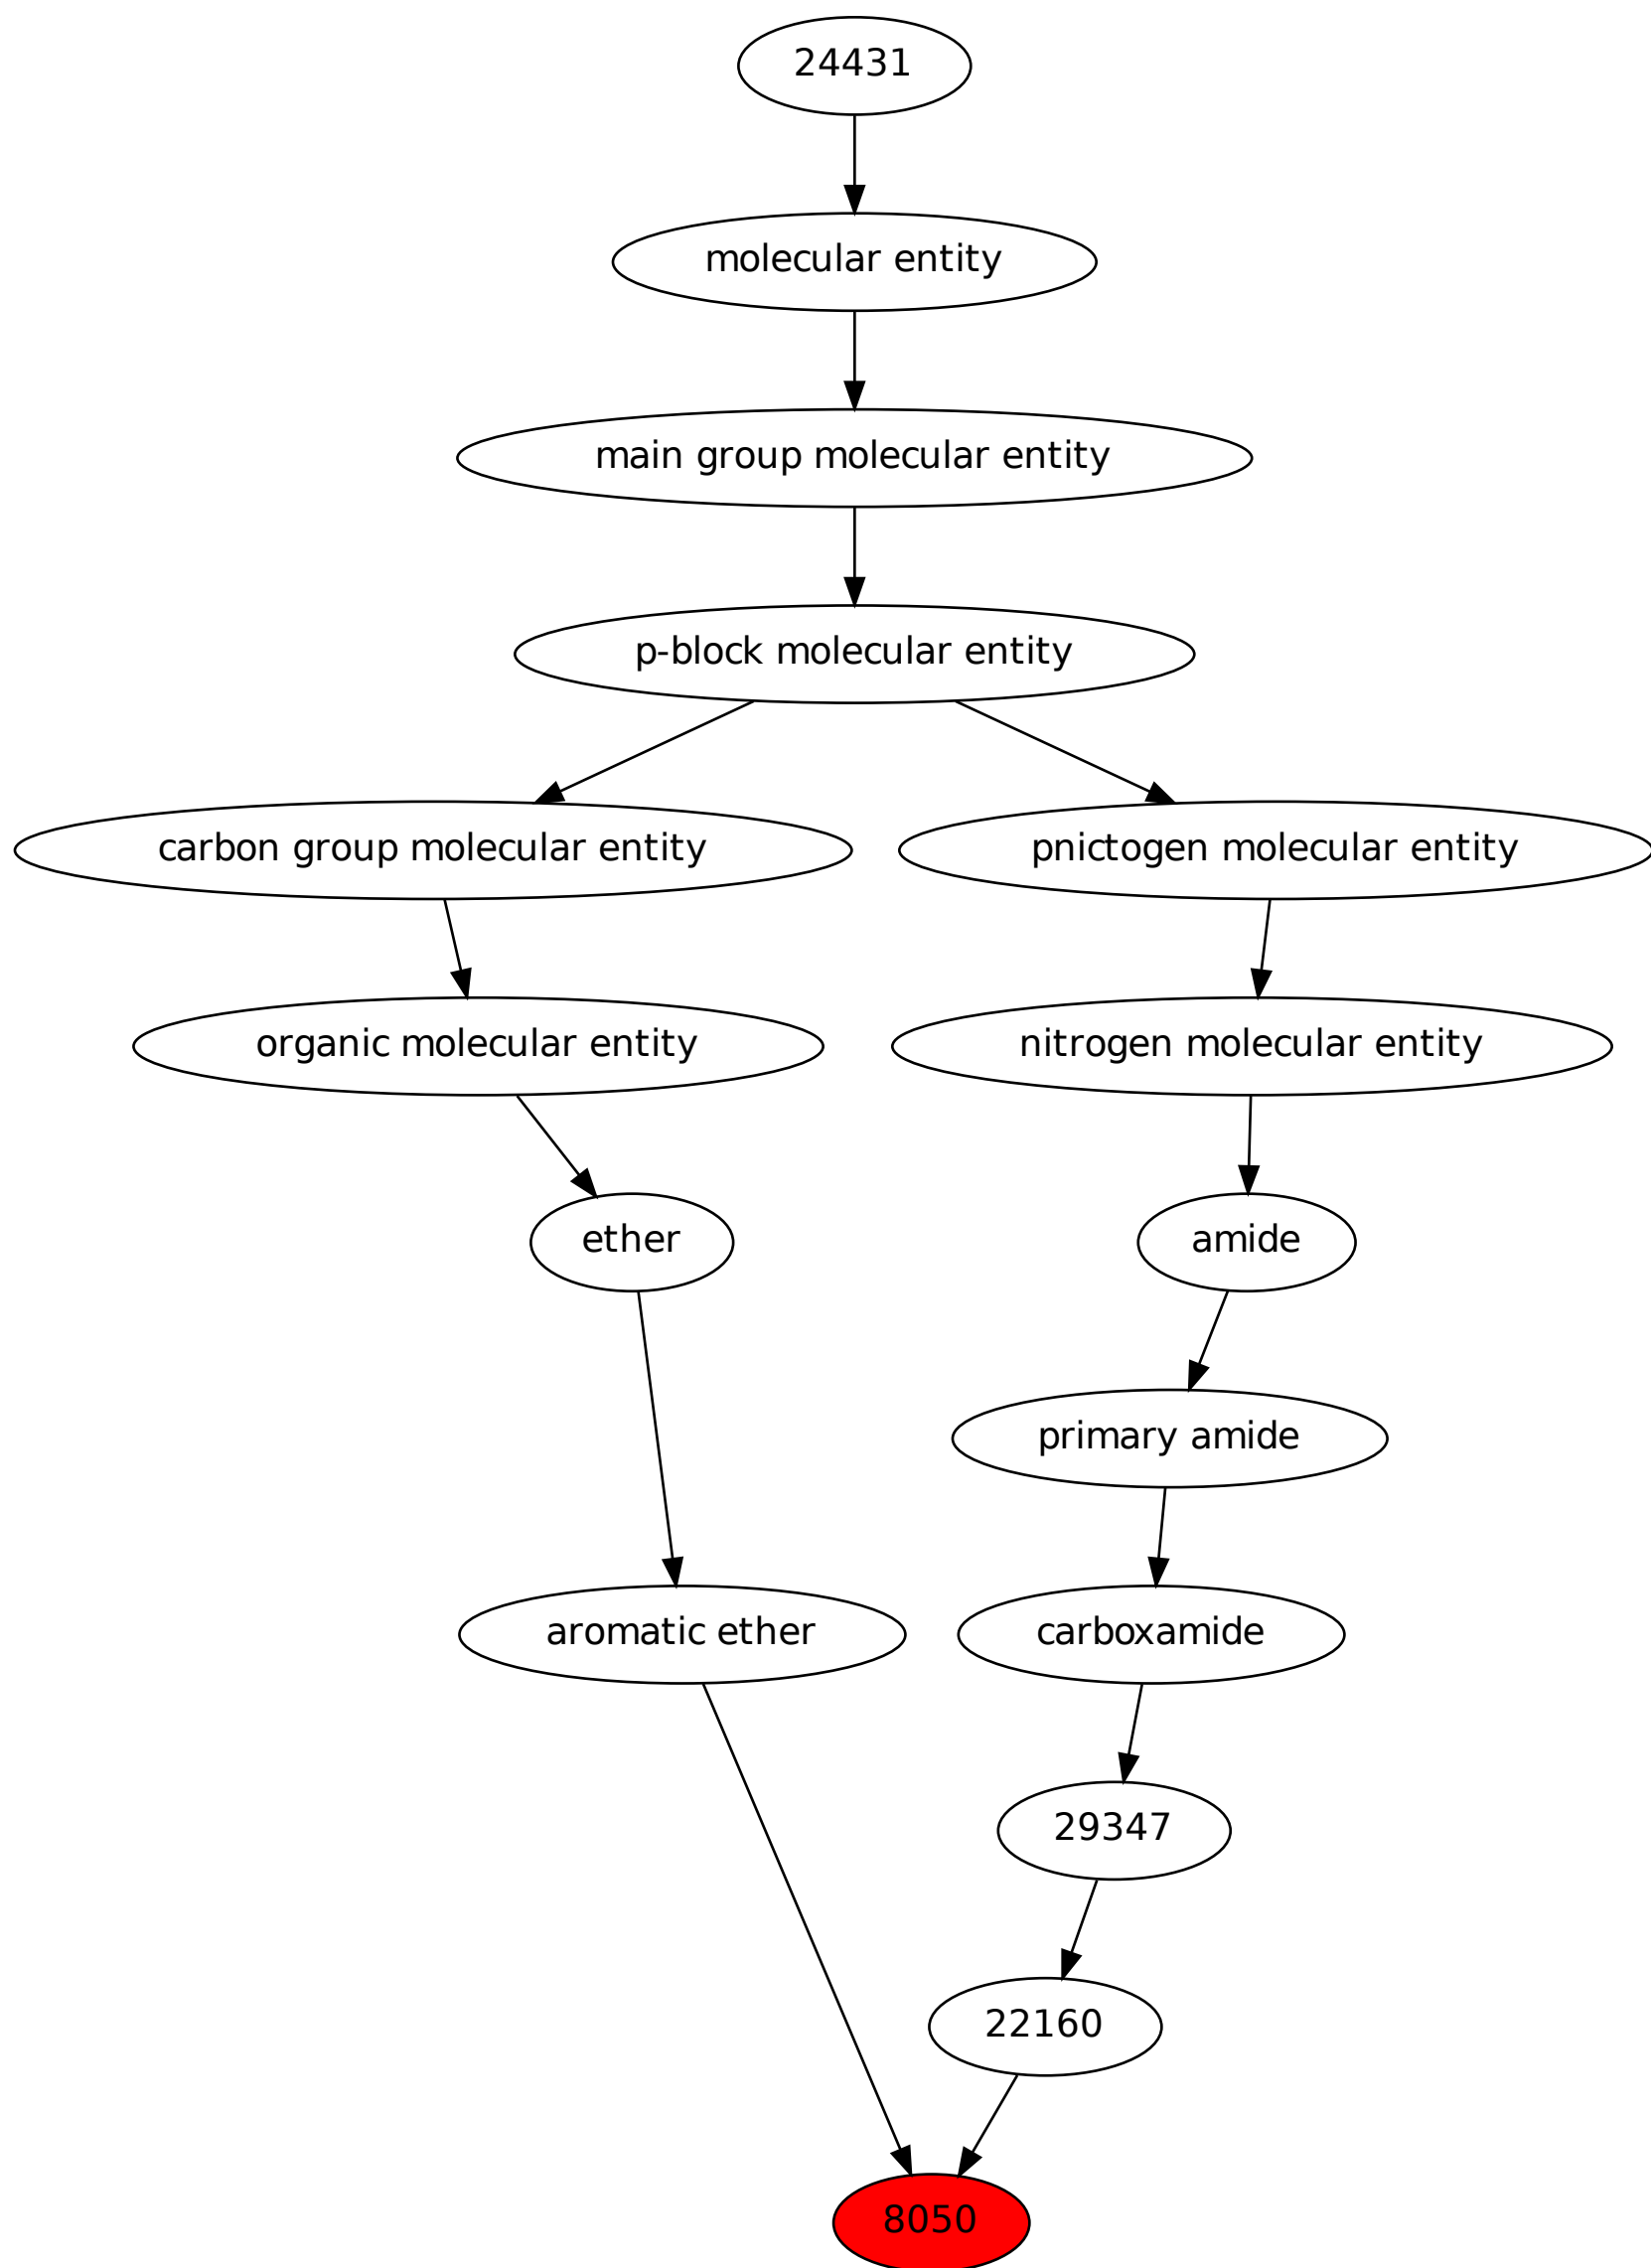 24431
molecular entity
main group molecular entity
p-block molecular entity
carbon group molecular entity
pnictogen molecular entity
organic molecular entity
nitrogen molecular entity
ether
amide
primary amide
aromatic ether
carboxamide
29347
22160
8050